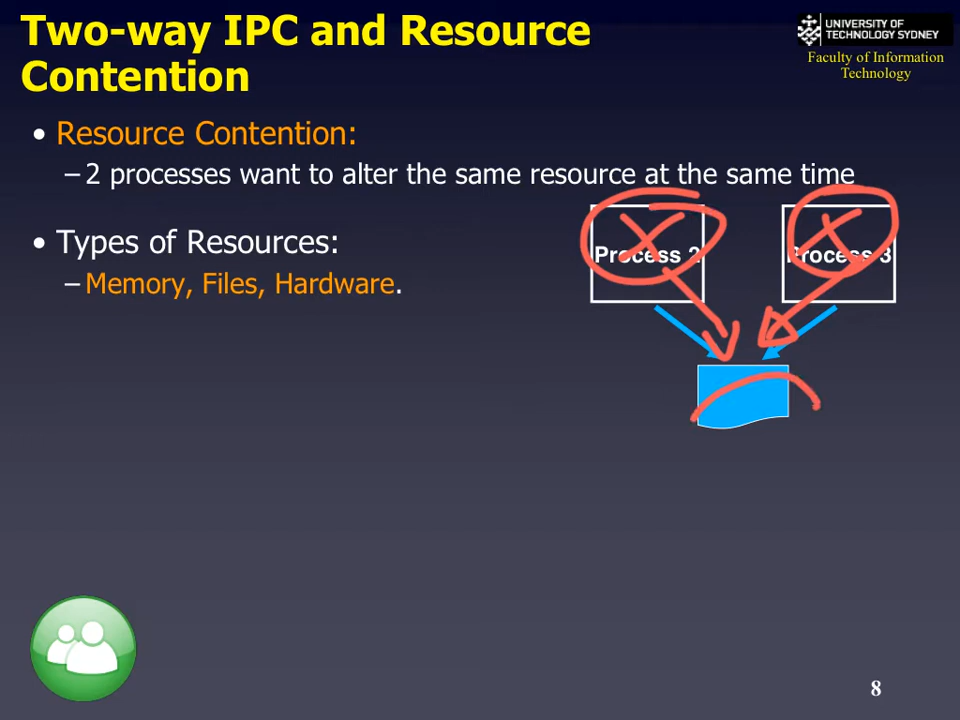 Two-way IPC and Resource
Contention
UNIVERSITY OF
TECHNOLOGY SYDNEY
Faculty of Information
Technology
• Resource Contention:
– 2 processes want to alter the same resource at the same time
• Types of Resources:
– Memory, Files, Hardware.
Process 2
Process 3
8